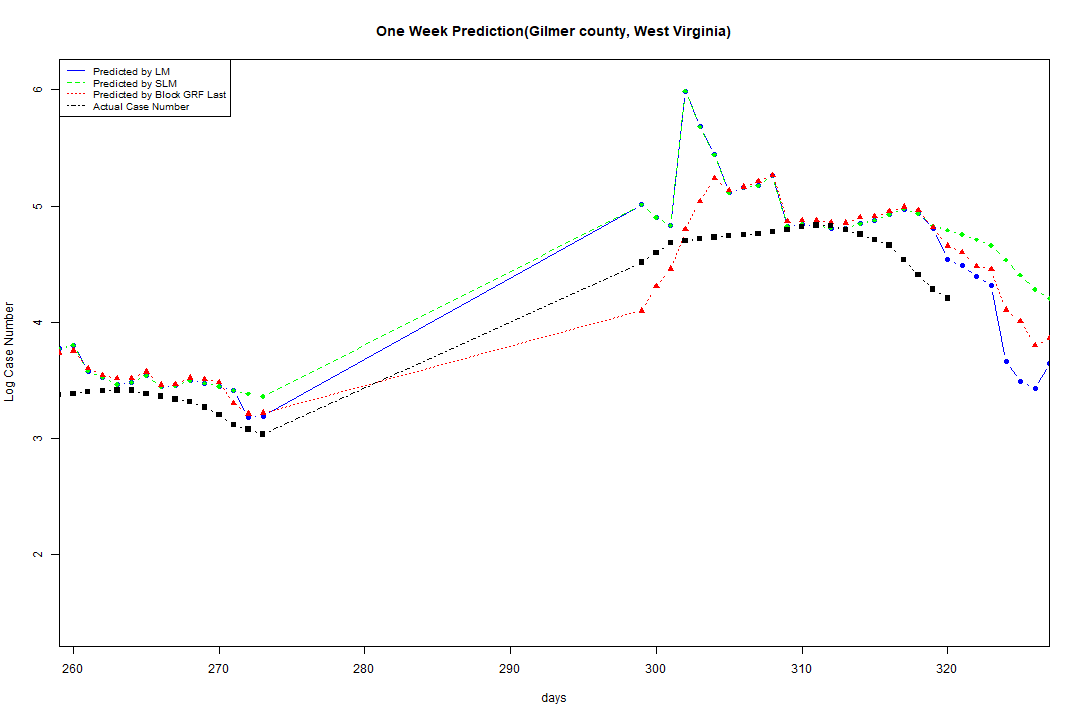 One Week Prediction(Gilmer county, West Virginia)
Predicted by LM
Predicted by SLM
Predicted by Block GRF Last
Actual Case Number
6
5
4
3
2
Log Case Number
260 270 280 290 300 310 320
days